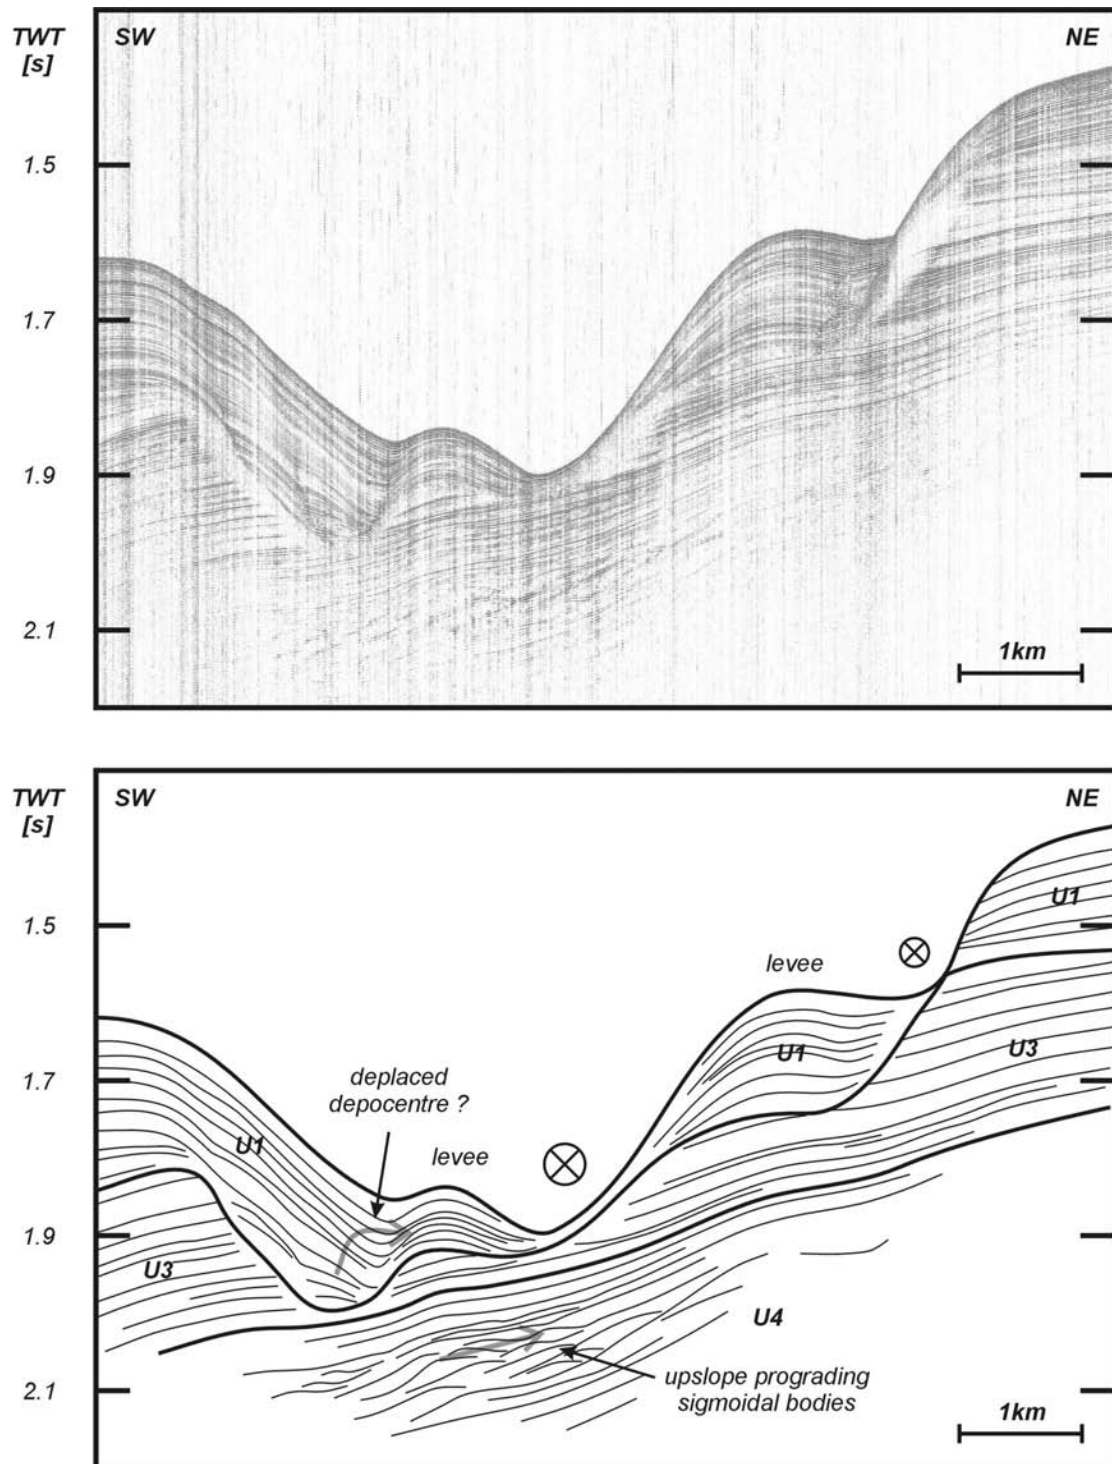 TWT
[s]
SW
NE
1.5
1.7
1.9
2.1
1km
TWT
[s]
SW
NE
1.5
U1
levee
U1
U3
1.7
deplaced
depocentre ?
U1
levee
1.9
U3
U4
2.1
upslope prograding
sigmoidal bodies
1km